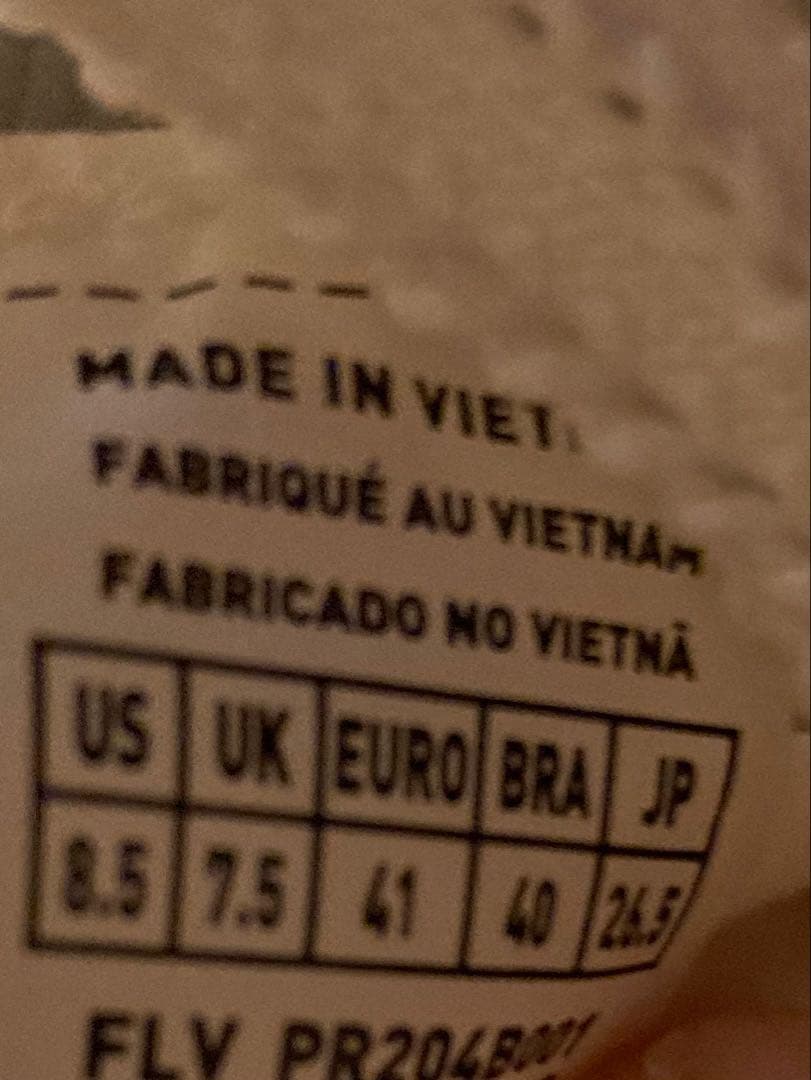 MADE IN VIET
FABRIQUÉ AU VIETNAM
FABRICADO NO VIETNÃ
US UK EURO BRA JP
8.5 7.5 41 40 26.5
FLV PR204B001